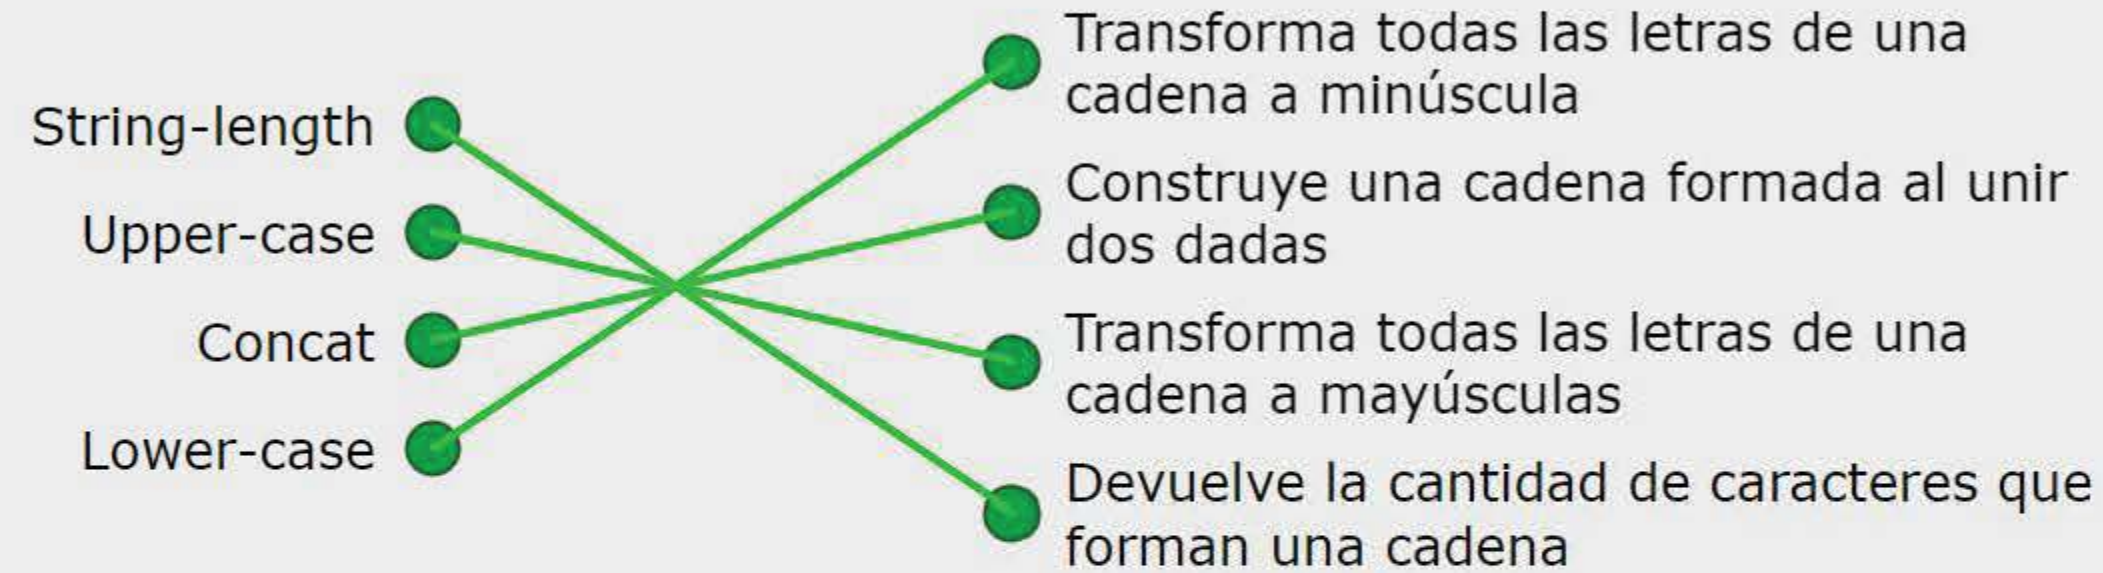 String-length
Upper-case
Concat
Lower-case
Transforma todas las letras de una
cadena a minúscula
Construye una cadena formada al unir
dos dadas
Transforma todas las letras de una
cadena a mayúsculas
Devuelve la cantidad de caracteres que
forman una cadena